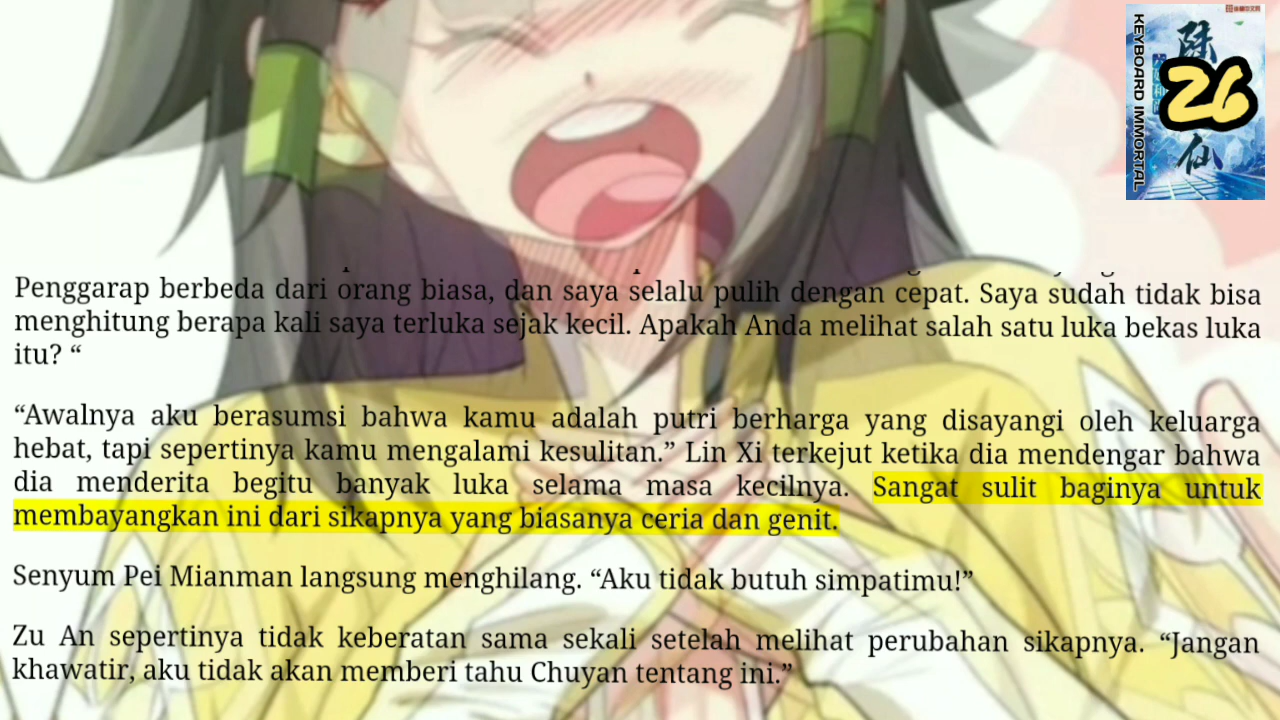 陆
仙
KEYBOARD IMMORTAL
26
Penggarap berbeda dari orang biasa, dan saya selalu pulih dengan cepat. Saya sudah tidak bisa
menghitung berapa kali saya terluka sejak kecil. Apakah Anda melihat salah satu luka bekas luka
itu? “
“Awalnya aku berasumsi bahwa kamu adalah putri berharga yang disayangi oleh keluarga
hebat, tapi sepertinya kamu mengalami kesulitan.” Lin Xi terkejut ketika dia mendengar bahwa
dia menderita begitu banyak luka selama masa kecilnya. Sangat sulit baginya untuk
membayangkan ini dari sikapnya yang biasanya ceria dan genit.
Senyum Pei Mianman langsung menghilang. “Aku tidak butuh simpatimu!”
Zu An sepertinya tidak keberatan sama sekali setelah melihat perubahan sikapnya. “Jangan
khawatir, aku tidak akan memberi tahu Chuyan tentang ini.”